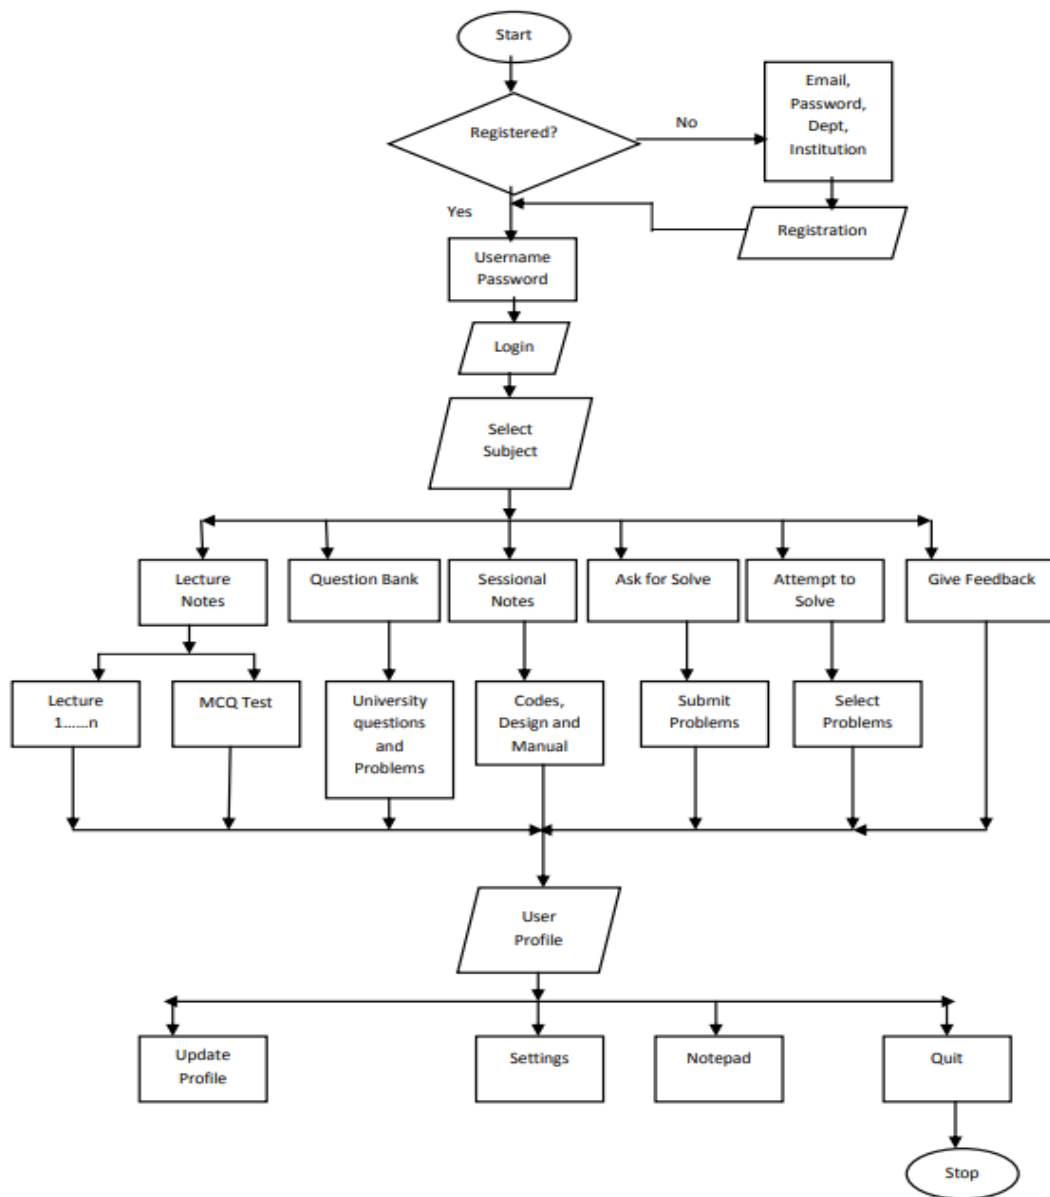 Start
Email,
Password,
Dept,
Institution
Registered?
No
Yes
Registration
Username
Password
Login
Select
Subject
Lecture
Notes
Question Bank
Sessional
Notes
Ask for Solve
Attempt to
Solve
Give Feedback
Lecture
1......n
MCQ Test
University
questions
and
Problems
Codes,
Design and
Manual
Submit
Problems
Select
Problems
User
Profile
Update
Profile
Settings
Notepad
Quit
Stop